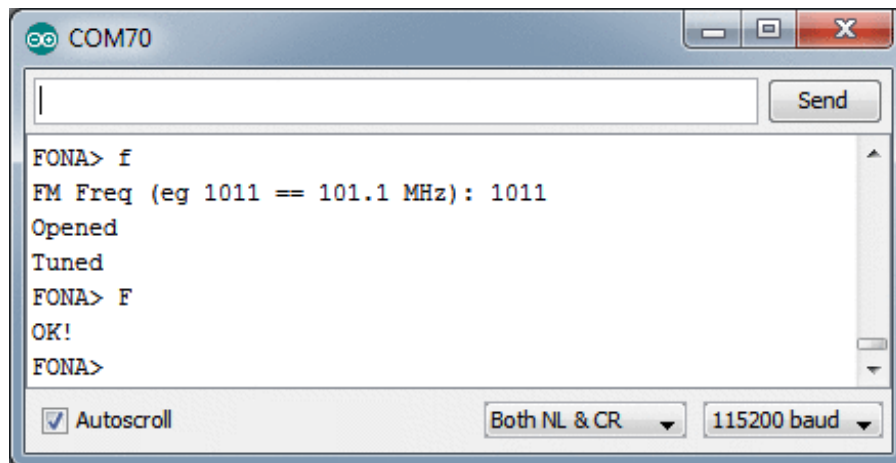 COM70
Send
FONA> f
FM Freq (eg 1011 == 101.1 MHz): 1011
Opened
Tuned
FONA> F
OK!
FONA>
Autoscroll
Both NL & CR
115200 baud